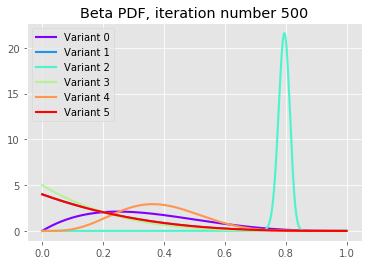 Beta PDF, iteration number 500
Variant 0
Variant 1
Variant 2
Variant 3
Variant 4
Variant 5
20
15
10
5
0
0.0 0.2 0.4 0.6 0.8 1.0